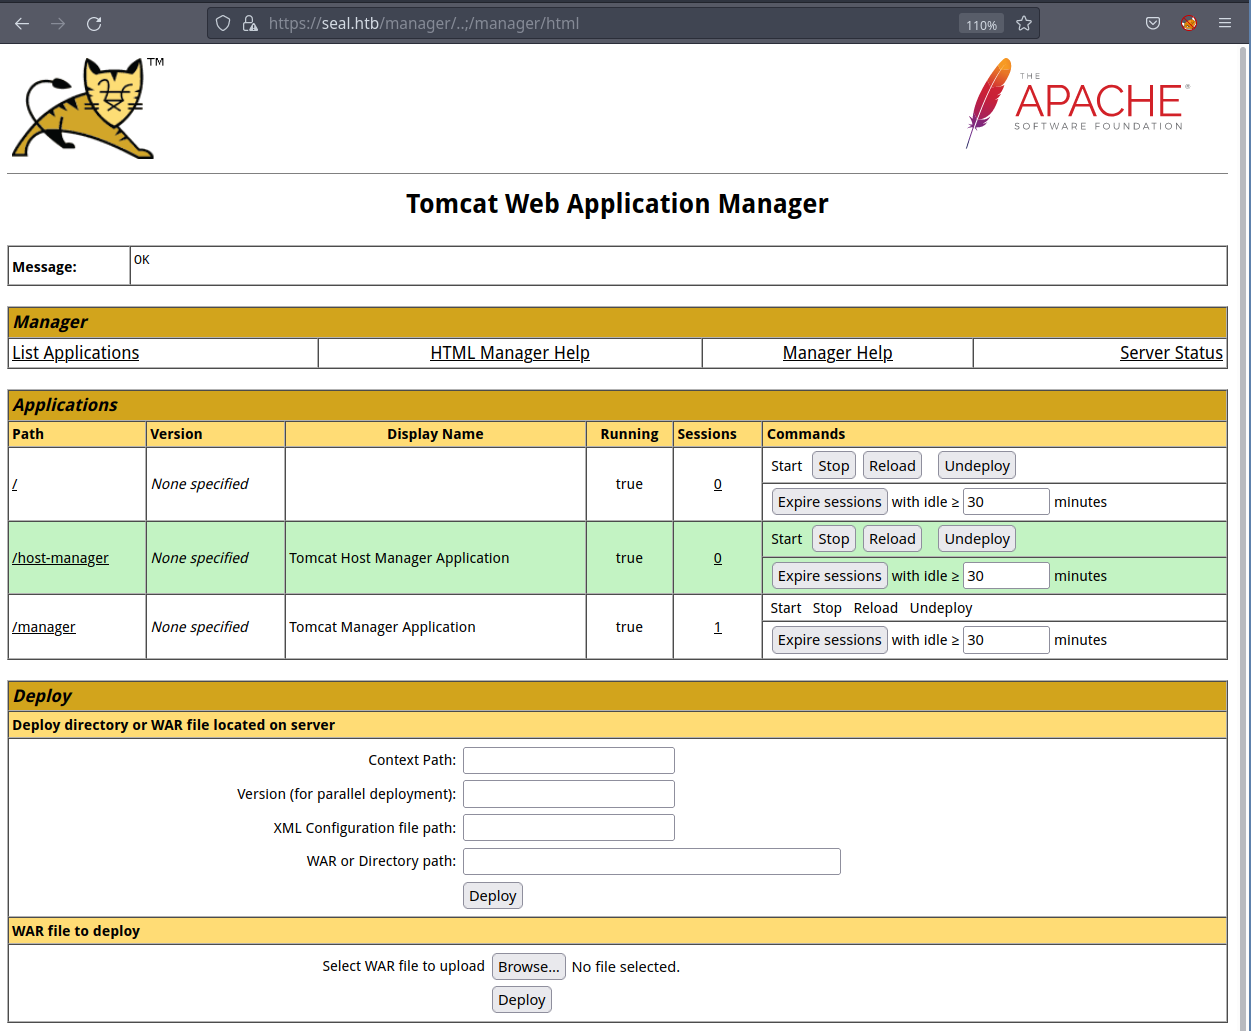 https://seal.htb/manager/..;/manager/html
110%
TM
THE
APACHE®
SOFTWARE FOUNDATION
Tomcat Web Application Manager
Message: OK
Manager
List Applications HTML Manager Help Manager Help Server Status
Applications
Path Version Display Name Running Sessions Commands
/ None specified true 0 Start Stop Reload Undeploy
Expire sessions with idle ≥ 30 minutes
/host-manager None specified Tomcat Host Manager Application true 0 Start Stop Reload Undeploy
Expire sessions with idle ≥ 30 minutes
/manager None specified Tomcat Manager Application true 1 Start Stop Reload Undeploy
Expire sessions with idle ≥ 30 minutes
Deploy
Deploy directory or WAR file located on server
Context Path:
Version (for parallel deployment):
XML Configuration file path:
WAR or Directory path:
Deploy
WAR file to deploy
Select WAR file to upload Browse... No file selected.
Deploy